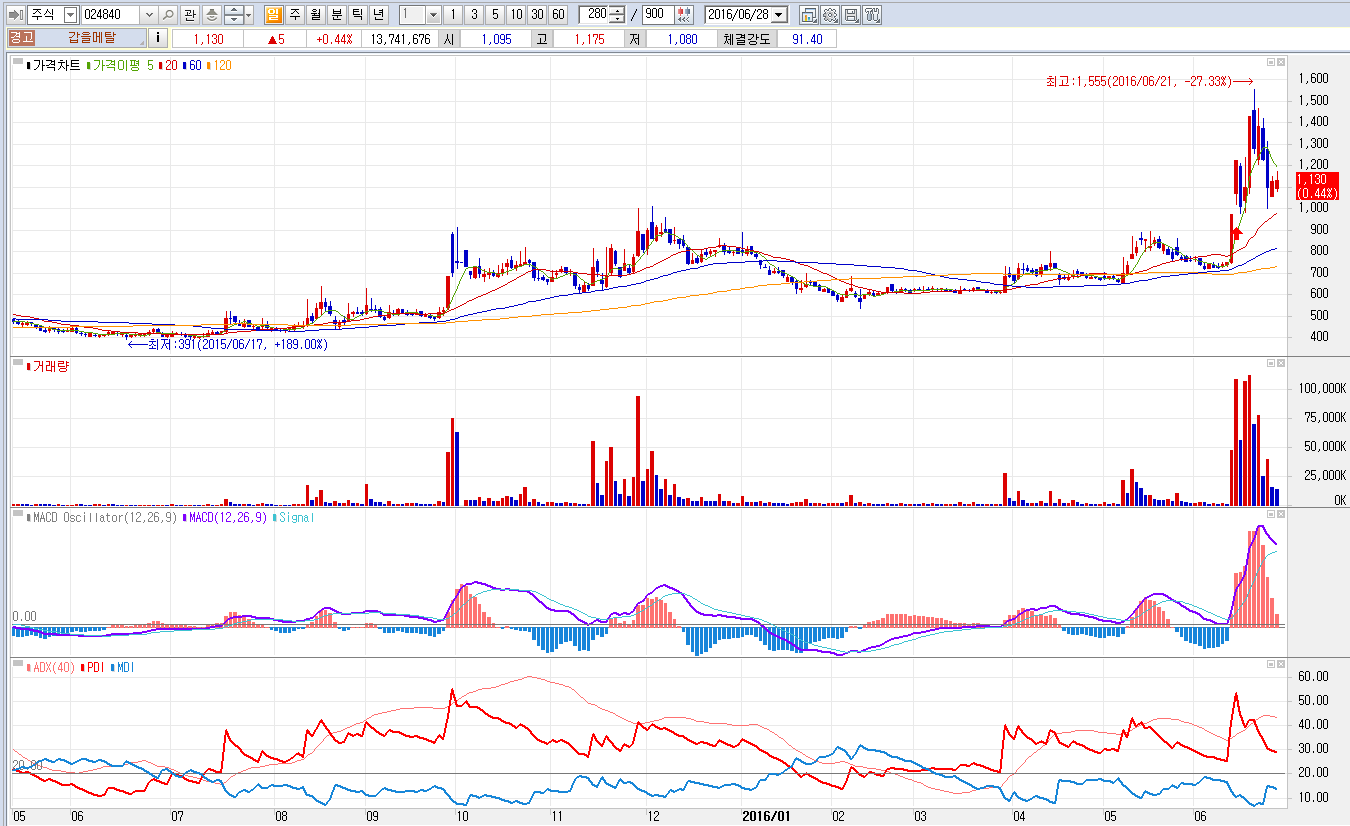 주식 024840 관 일 주 월 분 틱 년 1 1 3 5 10 30 60 280 / 900 2016/06/28
경고 갑을메탈 i 1,130 ▲5 +0.44% 13,741,676 시 1,095 고 1,175 저 1,080 체결강도 91.40
가격차트 가격이평 5 20 60 120
최고:1,555(2016/06/21, -27.33%)
1,600
1,500
1,400
1,300
1,200
1,130
(0.44%)
1,000
900
800
700
600
500
400
최저:391(2015/06/17, +189.00%)
거래량
100,000K
75,000K
50,000K
25,000K
0K
MACD Oscillator(12,26,9) MACD(12,26,9) Signal
0.00
ADX(40) PDI MDI
60.00
50.00
40.00
30.00
20.00
20.00
10.00
05 06 07 08 09 10 11 12 2016/01 02 03 04 05 06